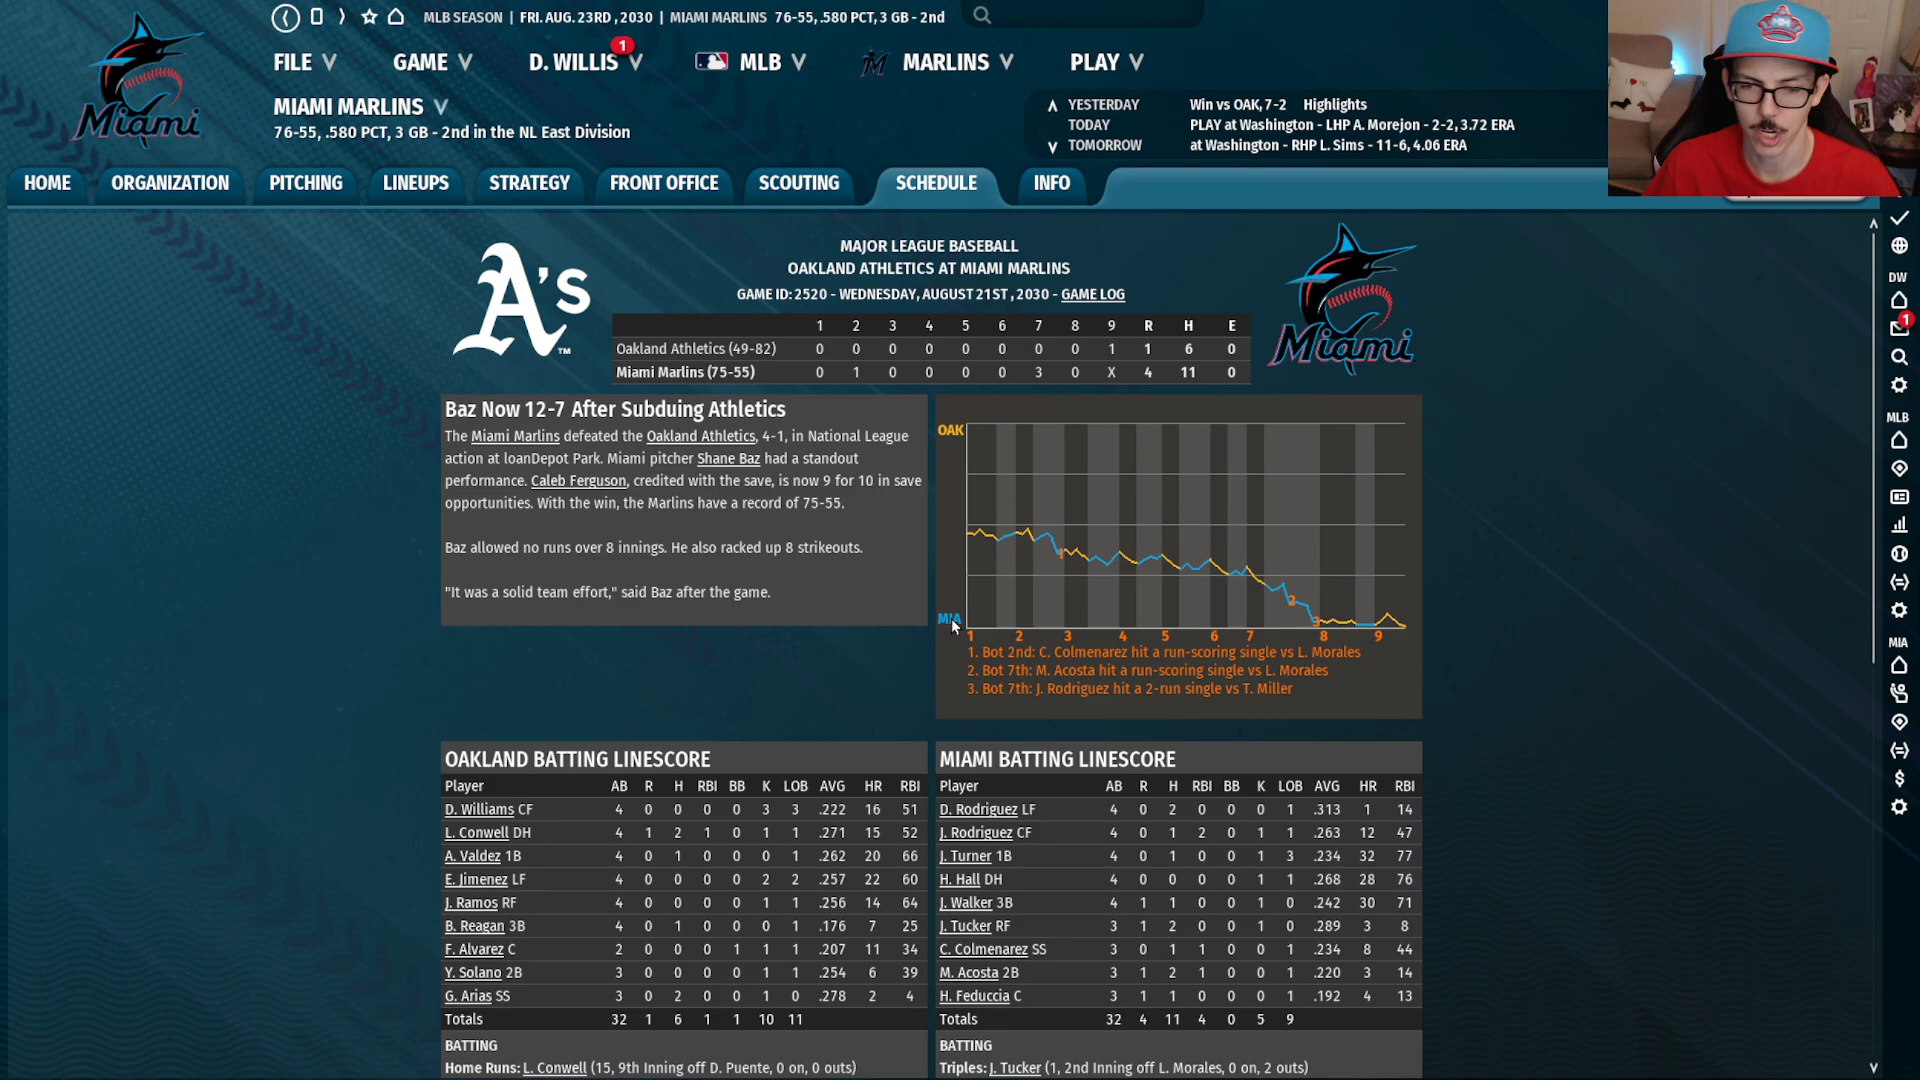 MLB SEASON | FRI. AUG. 23RD , 2030 | MIAMI MARLINS 76-55, .580 PCT, 3 GB - 2nd
FILE GAME D. WILLIS 1 MLB MARLINS PLAY
Miami
MIAMI MARLINS
76-55, .580 PCT, 3 GB - 2nd in the NL East Division
YESTERDAY Win vs OAK, 7-2 Highlights
TODAY PLAY at Washington - LHP A. Morejon - 2-2, 3.72 ERA
TOMORROW at Washington - RHP L. Sims - 11-6, 4.06 ERA
HOME ORGANIZATION PITCHING LINEUPS STRATEGY FRONT OFFICE SCOUTING SCHEDULE INFO
A's TM
MAJOR LEAGUE BASEBALL
OAKLAND ATHLETICS AT MIAMI MARLINS
GAME ID: 2520 - WEDNESDAY, AUGUST 21ST , 2030 - GAME LOG
Miami
1 2 3 4 5 6 7 8 9 R H E
Oakland Athletics (49-82) 0 0 0 0 0 0 0 0 1 1 6 0
Miami Marlins (75-55) 0 1 0 0 0 0 3 0 X 4 11 0
Baz Now 12-7 After Subduing Athletics
The Miami Marlins defeated the Oakland Athletics, 4-1, in National League
action at loanDepot Park. Miami pitcher Shane Baz had a standout
performance. Caleb Ferguson, credited with the save, is now 9 for 10 in save
opportunities. With the win, the Marlins have a record of 75-55.
Baz allowed no runs over 8 innings. He also racked up 8 strikeouts.
"It was a solid team effort," said Baz after the game.
OAK
1
2
3
MIA
1 2 3 4 5 6 7 8 9
1. Bot 2nd: C. Colmenarez hit a run-scoring single vs L. Morales
2. Bot 7th: M. Acosta hit a run-scoring single vs L. Morales
3. Bot 7th: J. Rodriguez hit a 2-run single vs T. Miller
OAKLAND BATTING LINESCORE
Player AB R H RBI BB K LOB AVG HR RBI
D. Williams CF 4 0 0 0 0 3 3 .222 16 51
L. Conwell DH 4 1 2 1 0 1 1 .271 15 52
A. Valdez 1B 4 0 1 0 0 0 1 .262 20 66
E. Jimenez LF 4 0 0 0 0 2 2 .257 22 60
J. Ramos RF 4 0 0 0 0 1 1 .256 14 64
B. Reagan 3B 4 0 1 0 0 0 1 .176 7 25
F. Alvarez C 2 0 0 0 1 1 1 .207 11 34
Y. Solano 2B 3 0 0 0 0 1 1 .254 6 39
G. Arias SS 3 0 2 0 0 1 0 .278 2 4
Totals 32 1 6 1 1 10 11
BATTING
Home Runs: L. Conwell (15, 9th Inning off D. Puente, 0 on, 0 outs)
MIAMI BATTING LINESCORE
Player AB R H RBI BB K LOB AVG HR RBI
D. Rodriguez LF 4 0 2 0 0 0 1 .313 1 14
J. Rodriguez CF 4 0 1 2 0 1 1 .263 12 47
J. Turner 1B 4 0 1 0 0 1 3 .234 32 77
H. Hall DH 4 0 0 0 0 1 1 .268 28 76
J. Walker 3B 4 1 1 0 0 1 0 .242 30 71
J. Tucker RF 3 1 2 0 0 1 0 .289 3 8
C. Colmenarez SS 3 0 1 1 0 0 1 .234 8 44
M. Acosta 2B 3 1 2 1 0 0 1 .220 3 14
H. Feduccia C 3 1 1 0 0 0 1 .192 4 13
Totals 32 4 11 4 0 5 9
BATTING
Triples: J. Tucker (1, 2nd Inning off L. Morales, 0 on, 2 outs)
DW
1
MLB
MIA